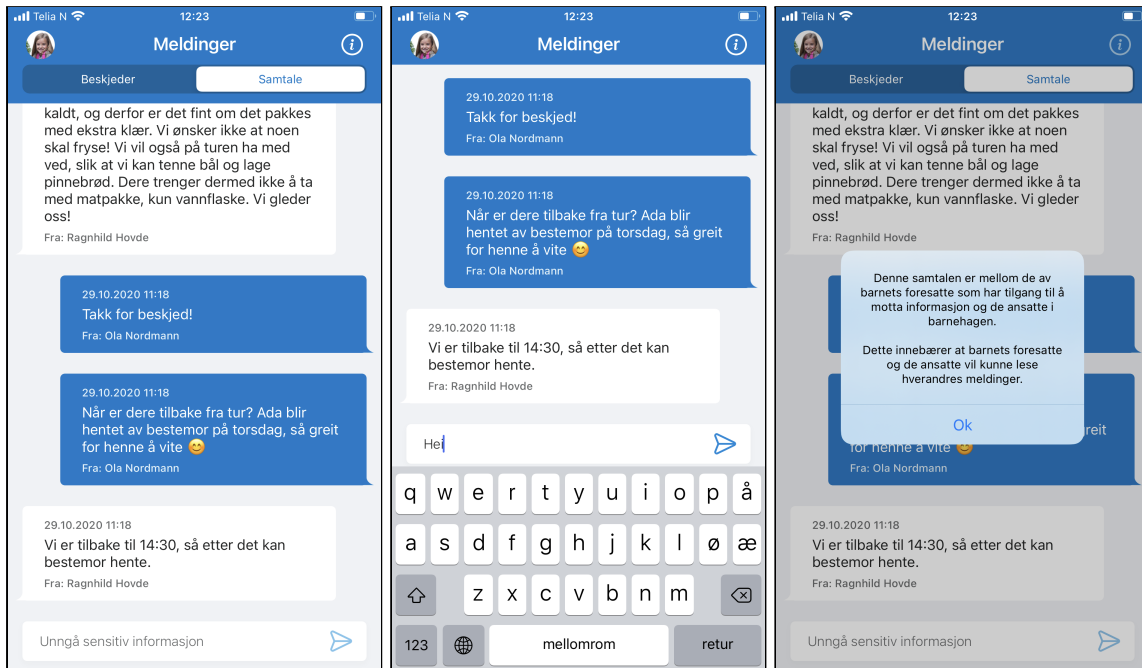 Telia N
12:23
Meldinger
Beskjeder
Samtale
kaldt, og derfor er det fint om det pakkes
med ekstra klær. Vi ønsker ikke at noen
skal fryse! Vi vil også på turen ha med
ved, slik at vi kan tenne bål og lage
pinnebrød. Dere trenger dermed ikke å ta
med matpakke, kun vannflaske. Vi gleder
oss!
Fra: Ragnhild Hovde
29.10.2020 11:18
Takk for beskjed!
Fra: Ola Nordmann
29.10.2020 11:18
Når er dere tilbake fra tur? Ada blir
hentet av bestemor på torsdag, så greit
for henne å vite 😊
Fra: Ola Nordmann
29.10.2020 11:18
Vi er tilbake til 14:30, så etter det kan
bestemor hente.
Fra: Ragnhild Hovde
Unngå sensitiv informasjon
Telia N
12:23
Meldinger
29.10.2020 11:18
Takk for beskjed!
Fra: Ola Nordmann
29.10.2020 11:18
Når er dere tilbake fra tur? Ada blir
hentet av bestemor på torsdag, så greit
for henne å vite 😊
Fra: Ola Nordmann
29.10.2020 11:18
Vi er tilbake til 14:30, så etter det kan
bestemor hente.
Fra: Ragnhild Hovde
Hei
q w e r t y u i o p å
a s d f g h j k l ø æ
z x c v b n m
123 mellomrom retur
Telia N
12:23
Meldinger
Beskjeder
Samtale
kaldt, og derfor er det fint om det pakkes
med ekstra klær. Vi ønsker ikke at noen
skal fryse! Vi vil også på turen ha med
ved, slik at vi kan tenne bål og lage
pinnebrød. Dere trenger dermed ikke å ta
med matpakke, kun vannflaske. Vi gleder
oss!
Fra: Ragnhild Hovde
Denne samtalen er mellom de av
barnets foresatte som har tilgang til å
motta informasjon og de ansatte i
barnehagen.
Dette innebærer at barnets foresatte
og de ansatte vil kunne lese
hverandres meldinger.
Ok
greit
for henne å vite 😊
Fra: Ola Nordmann
29.10.2020 11:18
Vi er tilbake til 14:30, så etter det kan
bestemor hente.
Fra: Ragnhild Hovde
Unngå sensitiv informasjon